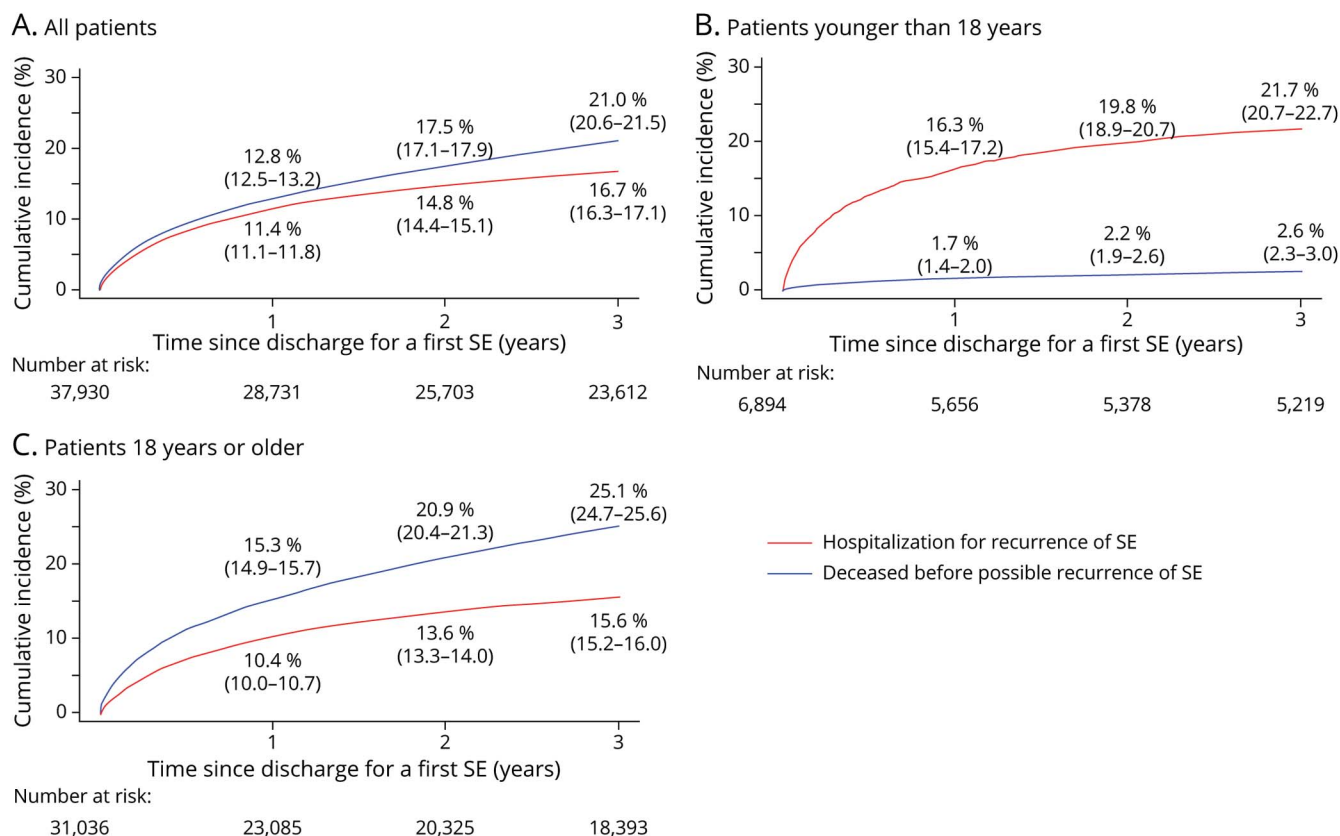 A. All patients
Cumulative incidence (%)
30
20
10
0
12.8 %
(12.5–13.2)
17.5 %
(17.1–17.9)
21.0 %
(20.6–21.5)
11.4 %
(11.1–11.8)
14.8 %
(14.4–15.1)
16.7 %
(16.3–17.1)
1 2 3
Time since discharge for a first SE (years)
Number at risk:
37,930 28,731 25,703 23,612
B. Patients younger than 18 years
Cumulative incidence (%)
30
20
10
0
16.3 %
(15.4–17.2)
19.8 %
(18.9–20.7)
21.7 %
(20.7–22.7)
1.7 %
(1.4–2.0)
2.2 %
(1.9–2.6)
2.6 %
(2.3–3.0)
1 2 3
Time since discharge for a first SE (years)
Number at risk:
6,894 5,656 5,378 5,219
C. Patients 18 years or older
Cumulative incidence (%)
30
20
10
0
15.3 %
(14.9–15.7)
20.9 %
(20.4–21.3)
25.1 %
(24.7–25.6)
10.4 %
(10.0–10.7)
13.6 %
(13.3–14.0)
15.6 %
(15.2–16.0)
1 2 3
Time since discharge for a first SE (years)
Number at risk:
31,036 23,085 20,325 18,393
Hospitalization for recurrence of SE
Deceased before possible recurrence of SE